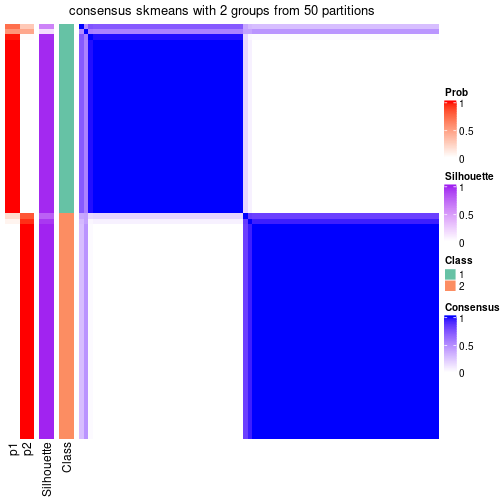 consensus skmeans with 2 groups from 50 partitions
Prob
1
0.5
0
Silhouette
1
0.5
0
Class
1
2
Consensus
1
0.5
0
p1
p2
Silhouette
Class